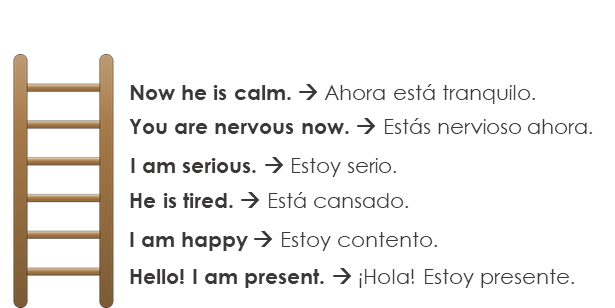 Now he is calm. → Ahora está tranquilo.
You are nervous now. → Estás nervioso ahora.
I am serious. → Estoy serio.
He is tired. → Está cansado.
I am happy → Estoy contento.
Hello! I am present. → ¡Hola! Estoy presente.